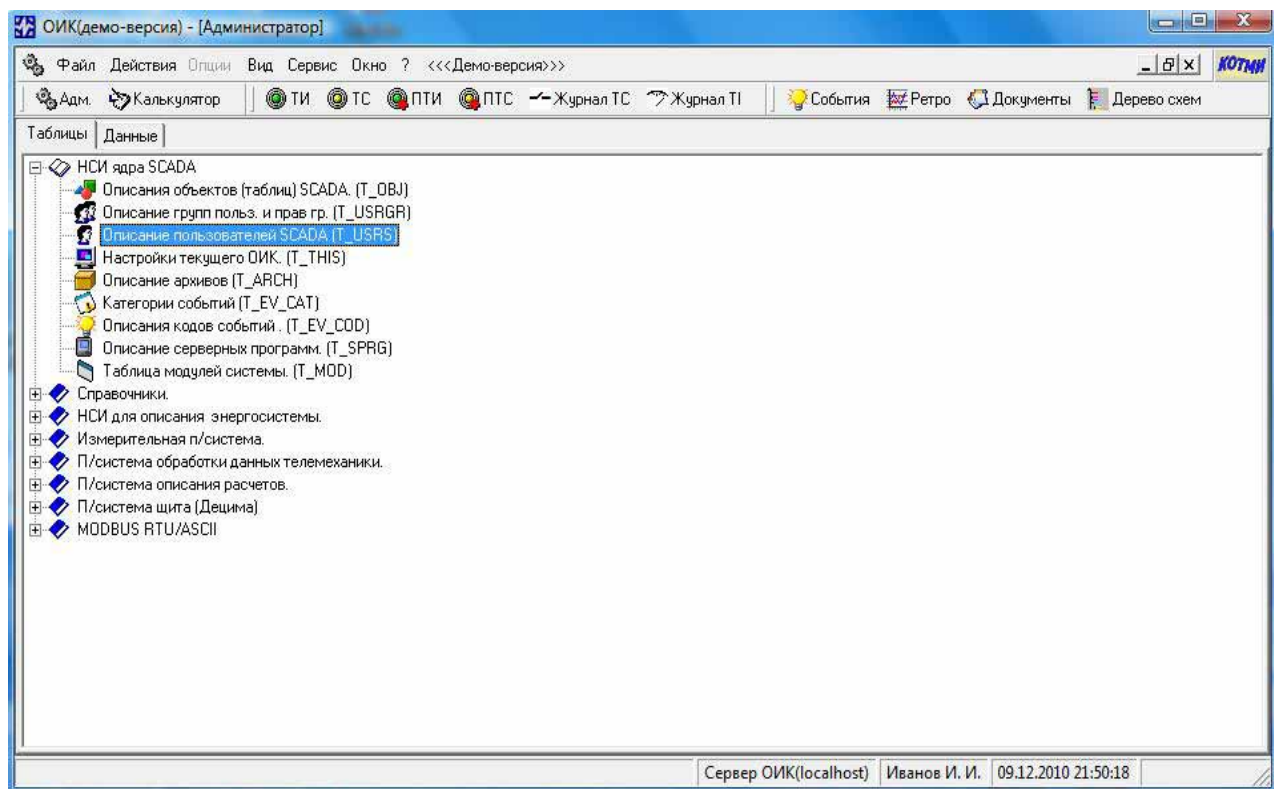 ОИК(демо-версия) - [Администратор]
Файл Действия Опции Вид Сервис Окно ? <<<Демо-версия>>> КОТМИ
Адм. Калькулятор ТИ ТС ПТИ ПТС Журнал ТС Журнал TI События Ретро Документы Дерево схем
Таблицы Данные
НСИ ядра SCADA
Описания объектов (таблиц) SCADA. (T_OBJ)
Описание групп польз. и прав гр. (T_USRGR)
Описание пользователей SCADA (T_USRS)
Настройки текущего ОИК. (T_THIS)
Описание архивов (T_ARCH)
Категории событий (T_EV_CAT)
Описания кодов событий . (T_EV_COD)
Описание серверных программ. (T_SPRG)
Таблица модулей системы. (T_MOD)
Справочники.
НСИ для описания энергосистемы.
Измерительная п/система.
П/система обработки данных телемеханики.
П/система описания расчетов.
П/система щита (Децима)
MODBUS RTU/ASCII
Сервер ОИК(localhost) Иванов И. И. 09.12.2010 21:50:18